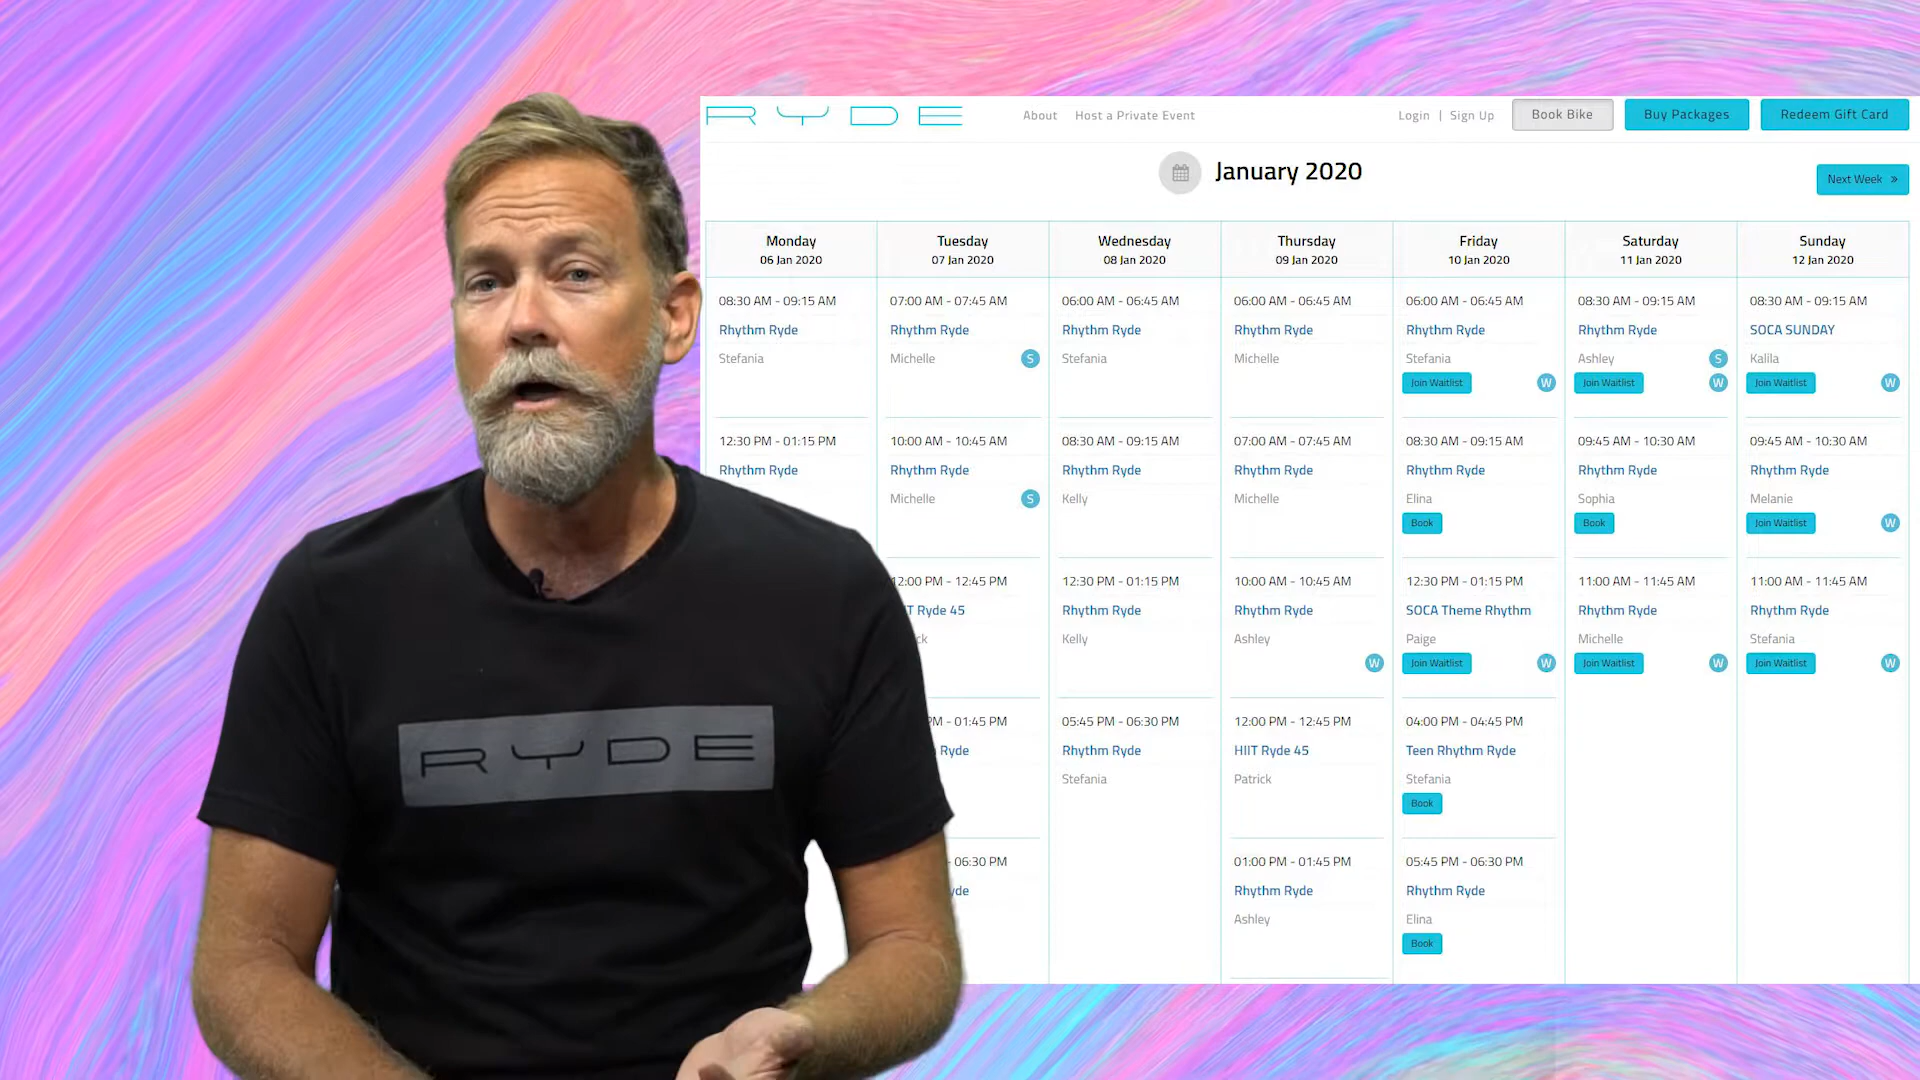 RYDE
About
Host a Private Event
Login | Sign Up
Book Bike
Buy Packages
Redeem Gift Card
January 2020
Next Week »
Monday
06 Jan 2020
08:30 AM - 09:15 AM
Rhythm Ryde
Stefania
12:30 PM - 01:15 PM
Rhythm Ryde
Tuesday
07 Jan 2020
07:00 AM - 07:45 AM
Rhythm Ryde
Michelle
S
10:00 AM - 10:45 AM
Rhythm Ryde
Michelle
S
12:00 PM - 12:45 PM
T Ryde 45
ck
PM - 01:45 PM
Ryde
- 06:30 PM
yde
Wednesday
08 Jan 2020
06:00 AM - 06:45 AM
Rhythm Ryde
Stefania
08:30 AM - 09:15 AM
Rhythm Ryde
Kelly
12:30 PM - 01:15 PM
Rhythm Ryde
Kelly
05:45 PM - 06:30 PM
Rhythm Ryde
Stefania
Thursday
09 Jan 2020
06:00 AM - 06:45 AM
Rhythm Ryde
Michelle
07:00 AM - 07:45 AM
Rhythm Ryde
Michelle
10:00 AM - 10:45 AM
Rhythm Ryde
Ashley
W
12:00 PM - 12:45 PM
HIIT Ryde 45
Patrick
01:00 PM - 01:45 PM
Rhythm Ryde
Ashley
Friday
10 Jan 2020
06:00 AM - 06:45 AM
Rhythm Ryde
Stefania
Join Waitlist
W
08:30 AM - 09:15 AM
Rhythm Ryde
Elina
Book
12:30 PM - 01:15 PM
SOCA Theme Rhythm
Paige
Join Waitlist
W
04:00 PM - 04:45 PM
Teen Rhythm Ryde
Stefania
Book
05:45 PM - 06:30 PM
Rhythm Ryde
Elina
Book
Saturday
11 Jan 2020
08:30 AM - 09:15 AM
Rhythm Ryde
Ashley
S
Join Waitlist
W
09:45 AM - 10:30 AM
Rhythm Ryde
Sophia
Book
11:00 AM - 11:45 AM
Rhythm Ryde
Michelle
Join Waitlist
W
Sunday
12 Jan 2020
08:30 AM - 09:15 AM
SOCA SUNDAY
Kalila
Join Waitlist
W
09:45 AM - 10:30 AM
Rhythm Ryde
Melanie
Join Waitlist
W
11:00 AM - 11:45 AM
Rhythm Ryde
Stefania
Join Waitlist
W
RYDE